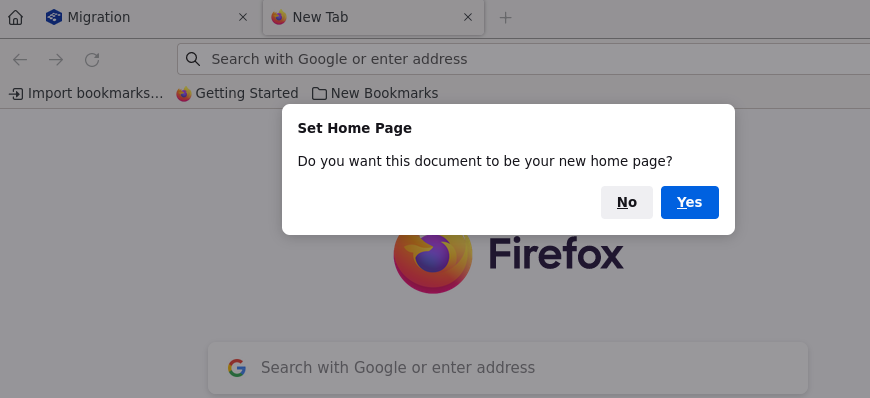 Migration
New Tab
Search with Google or enter address
Import bookmarks...
Getting Started
New Bookmarks
Set Home Page
Do you want this document to be your new home page?
No
Yes
Firefox
Search with Google or enter address